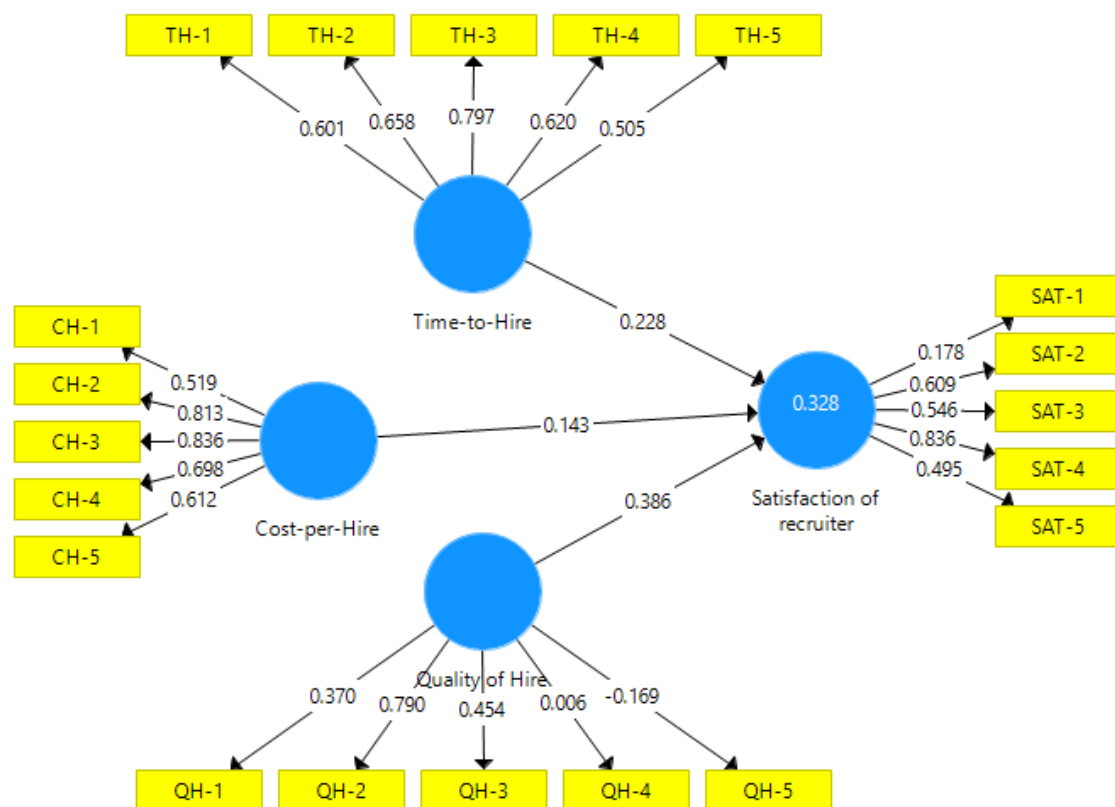 TH-1
TH-2
TH-3
TH-4
TH-5
0.601
0.658
0.797
0.620
0.505
Time-to-Hire
0.228
CH-1
CH-2
CH-3
CH-4
CH-5
0.519
0.813
0.836
0.698
0.612
Cost-per-Hire
0.143
0.328
Satisfaction of
recruiter
0.178
0.609
0.546
0.836
0.495
SAT-1
SAT-2
SAT-3
SAT-4
SAT-5
0.386
Quality of Hire
0.370
0.790
0.454
0.006
-0.169
QH-1
QH-2
QH-3
QH-4
QH-5